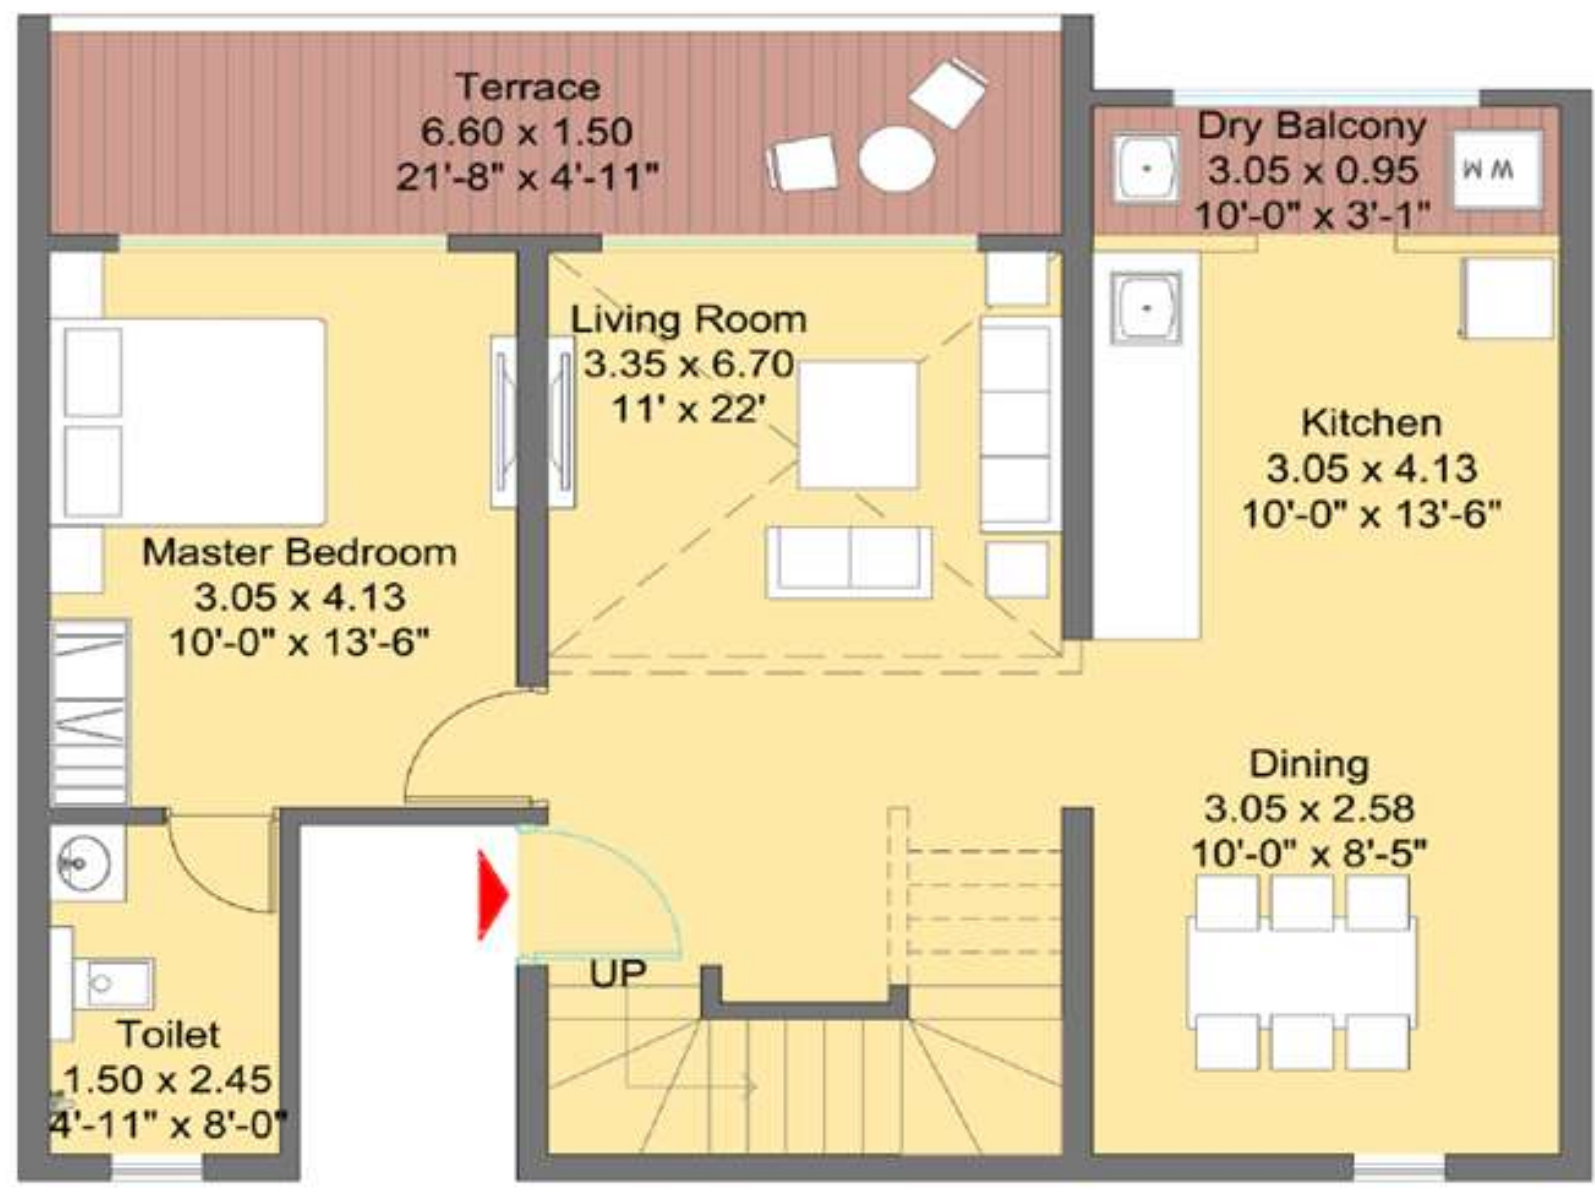 Terrace
6.60 x 1.50
21'-8" x 4'-11"
Dry Balcony
3.05 x 0.95
10'-0" x 3'-1"
W M
Living Room
3.35 x 6.70
11' x 22'
Kitchen
3.05 x 4.13
10'-0" x 13'-6"
Master Bedroom
3.05 x 4.13
10'-0" x 13'-6"
Dining
3.05 x 2.58
10'-0" x 8'-5"
UP
Toilet
1.50 x 2.45
4'-11" x 8'-0"